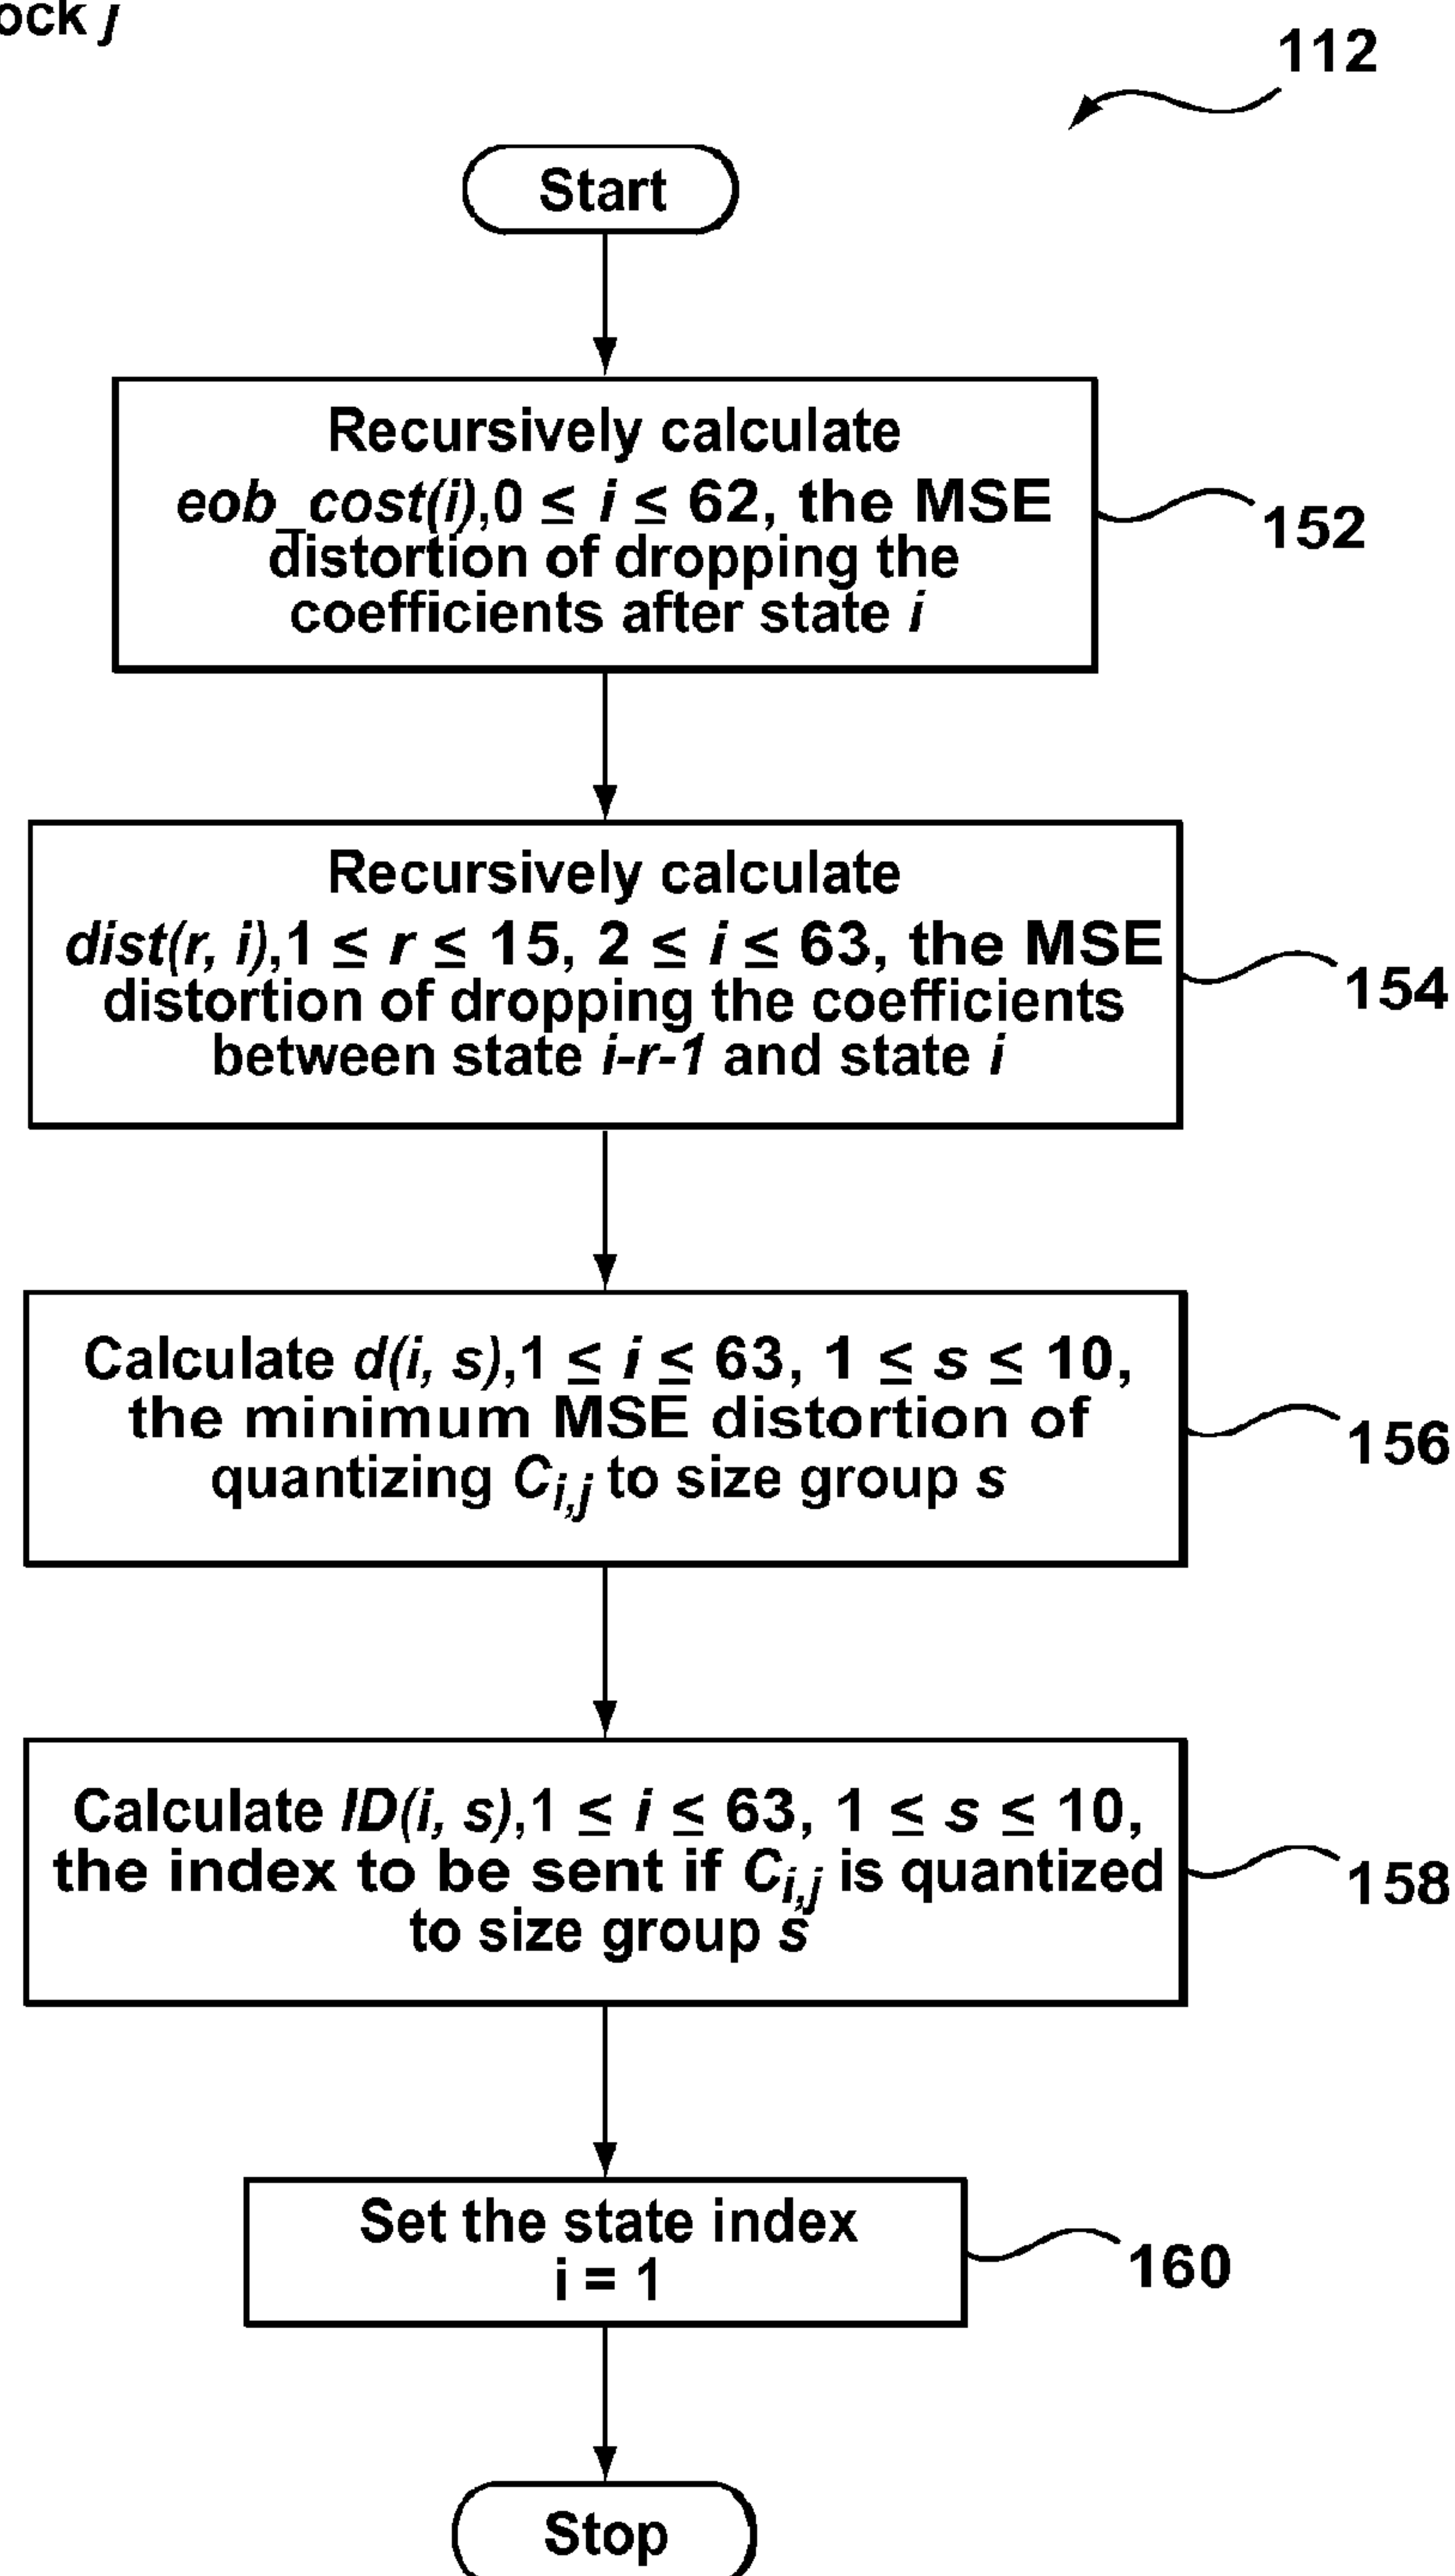 j
112
Start
Recursively calculate
eob_cost(i),0 ≤ i ≤ 62, the MSE
distortion of dropping the
coefficients after state i
152
Recursively calculate
dist(r, i),1 ≤ r ≤ 15, 2 ≤ i ≤ 63, the MSE
distortion of dropping the coefficients
between state i-r-1 and state i
154
Calculate d(i, s),1 ≤ i ≤ 63, 1 ≤ s ≤ 10,
the minimum MSE distortion of
quantizing Ci,j to size group s
156
Calculate ID(i, s),1 ≤ i ≤ 63, 1 ≤ s ≤ 10,
the index to be sent if Ci,j is quantized
to size group s
158
Set the state index
i = 1
160
Stop